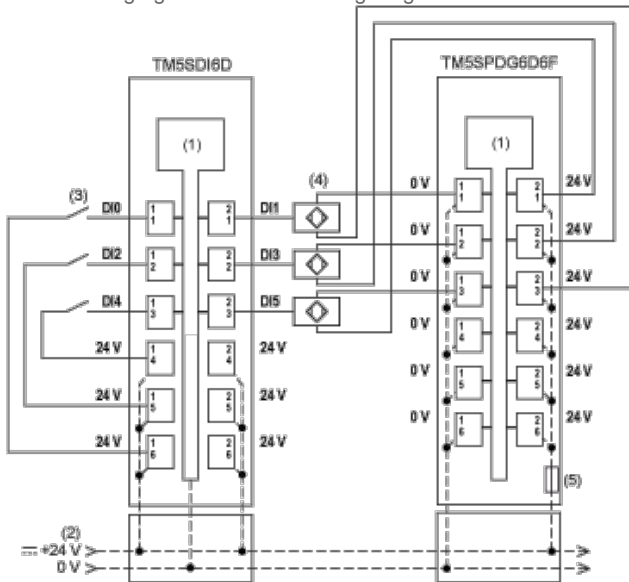 TM5SDI6D
TM5SPDG6D6F
(1)
(1)
(3)
(4)
DI0 1 1 2 1 DI1
0 V 1 1 2 1 24 V
DI2 1 2 2 2 DI3
0 V 1 2 2 2 24 V
DI4 1 3 2 3 DI5
0 V 1 3 2 3 24 V
24 V 1 4 2 4 24 V
0 V 1 4 2 4 24 V
24 V 1 5 2 5 24 V
0 V 1 5 2 5 24 V
24 V 1 6 2 6 24 V
0 V 1 6 2 6 24 V
(5)
(2)
+24 V
0 V